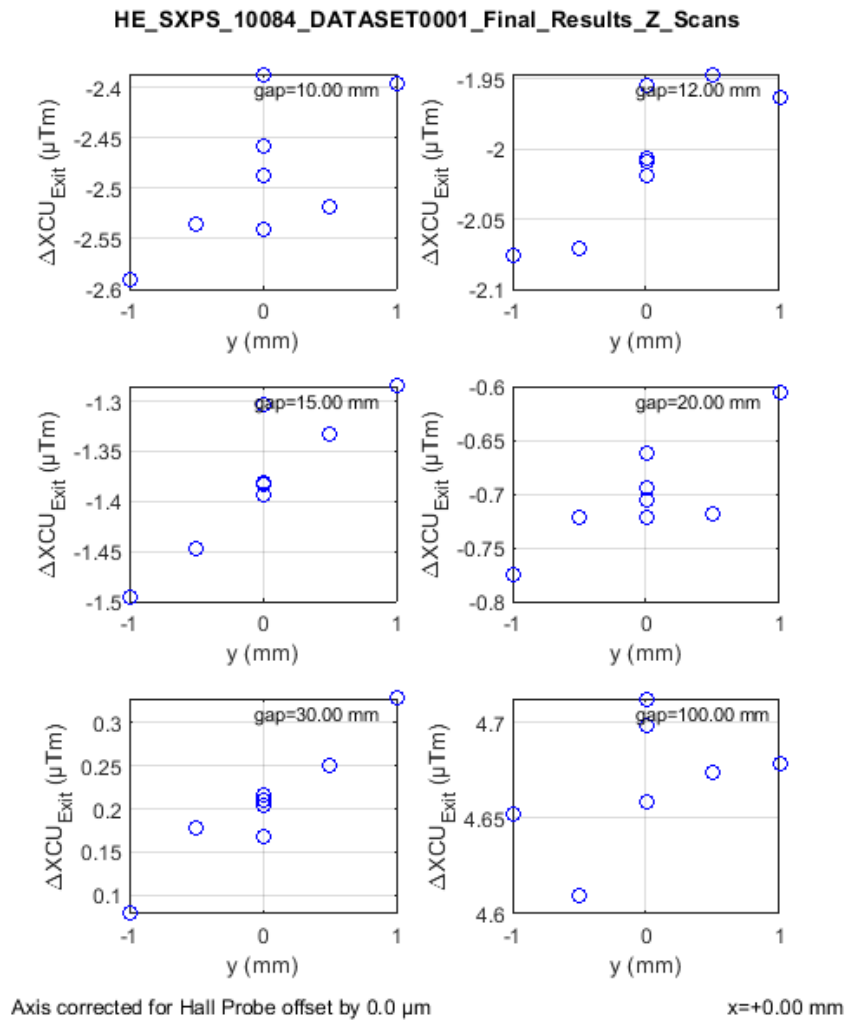 HE_SXPS_10084_DATASET0001_Final_Results_Z_Scans
gap=10.00 mm
ΔXCU_Exit (µTm)
-2.4
-2.45
-2.5
-2.55
-2.6
-1
0
1
y (mm)
gap=12.00 mm
ΔXCU_Exit (µTm)
-1.95
-2
-2.05
-2.1
-1
0
1
y (mm)
gap=15.00 mm
ΔXCU_Exit (µTm)
-1.3
-1.35
-1.4
-1.45
-1.5
-1
0
1
y (mm)
gap=20.00 mm
ΔXCU_Exit (µTm)
-0.6
-0.65
-0.7
-0.75
-0.8
-1
0
1
y (mm)
gap=30.00 mm
ΔXCU_Exit (µTm)
0.3
0.25
0.2
0.15
0.1
-1
0
1
y (mm)
gap=100.00 mm
ΔXCU_Exit (µTm)
4.7
4.65
4.6
-1
0
1
y (mm)
Axis corrected for Hall Probe offset by 0.0 µm
x=+0.00 mm